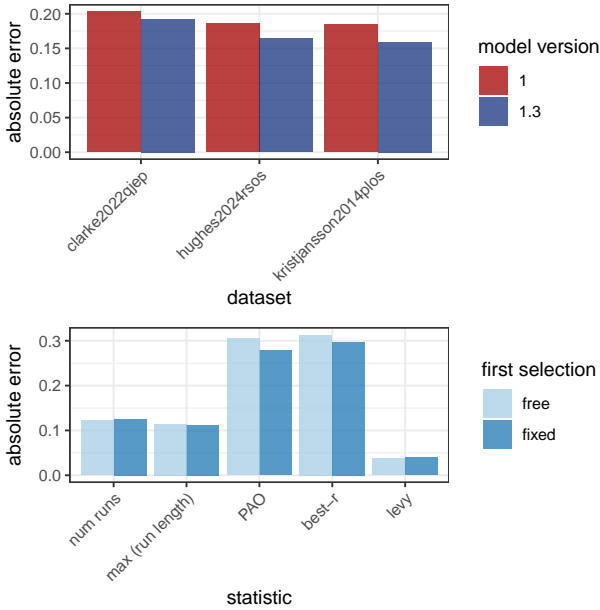 absolute error
0.20
0.15
0.10
0.05
0.00
clarke2022qjep
hughes2024rsos
kristjansson2014plos
dataset
model version
1
1.3
absolute error
0.3
0.2
0.1
0.0
num runs
max (run length)
PAO
best−r
levy
statistic
first selection
free
fixed